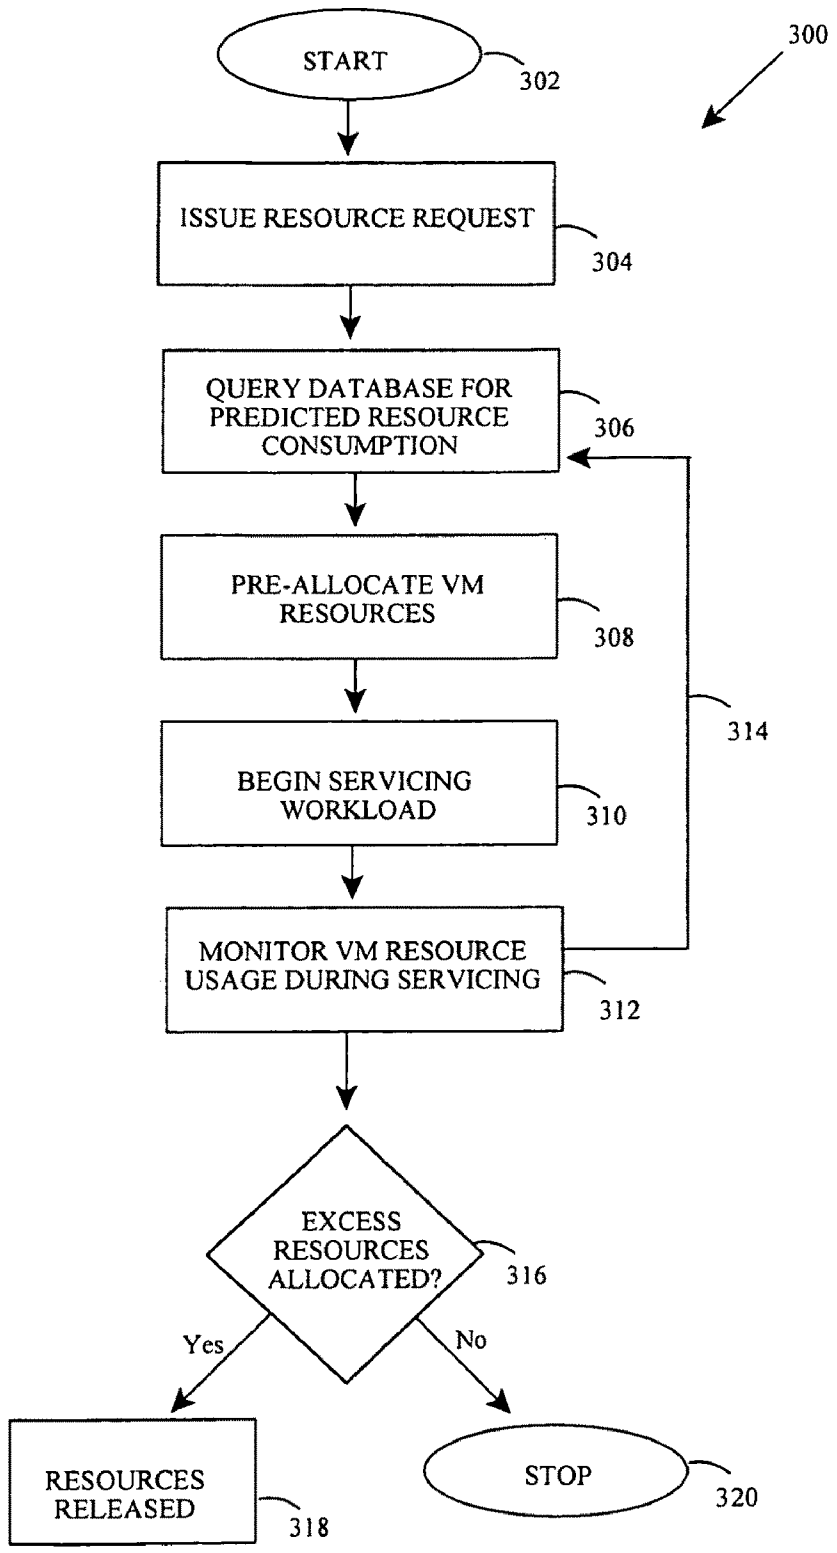 300
START
302
ISSUE RESOURCE REQUEST
304
QUERY DATABASE FOR
PREDICTED RESOURCE
CONSUMPTION
306
PRE-ALLOCATE VM
RESOURCES
308
314
BEGIN SERVICING
WORKLOAD
310
MONITOR VM RESOURCE
USAGE DURING SERVICING
312
EXCESS
RESOURCES
ALLOCATED?
316
Yes
No
RESOURCES
RELEASED
318
STOP
320